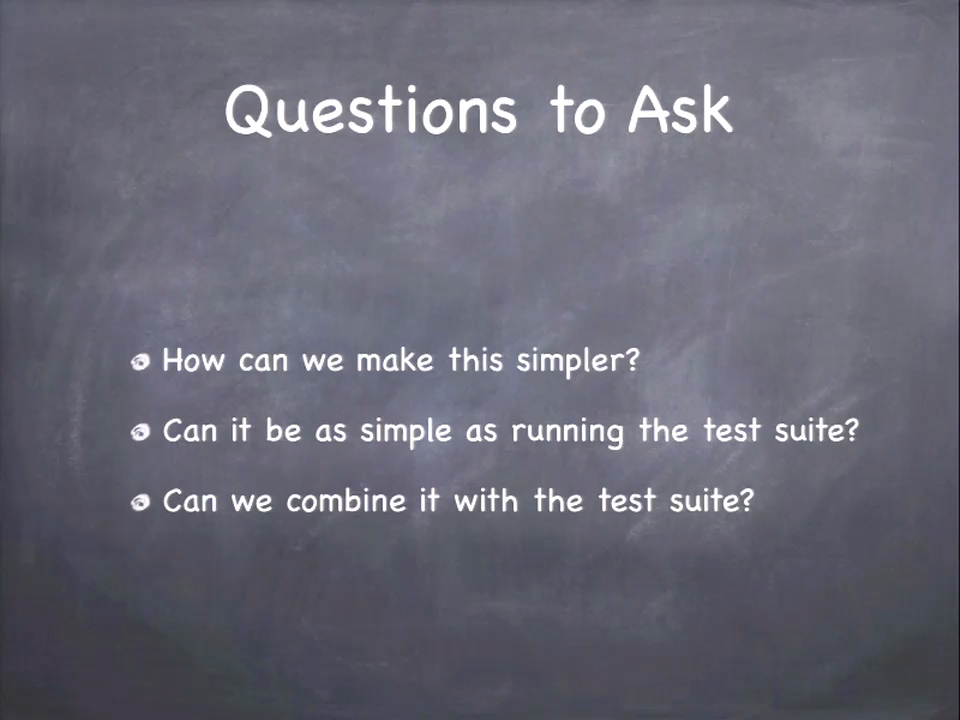 Questions to Ask
How can we make this simpler?
Can it be as simple as running the test suite?
Can we combine it with the test suite?